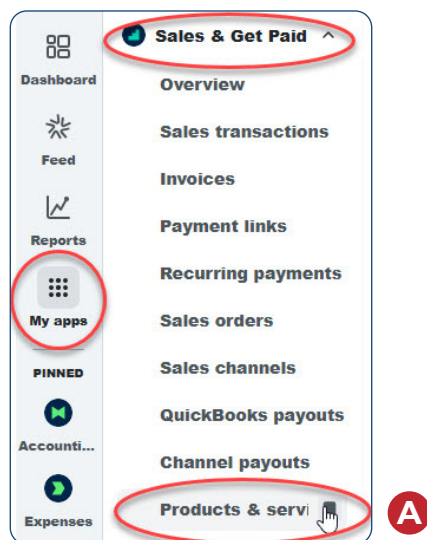 Dashboard
Feed
Reports
My apps
PINNED
Accounti...
Expenses
Sales & Get Paid
Overview
Sales transactions
Invoices
Payment links
Recurring payments
Sales orders
Sales channels
QuickBooks payouts
Channel payouts
Products & servi
A